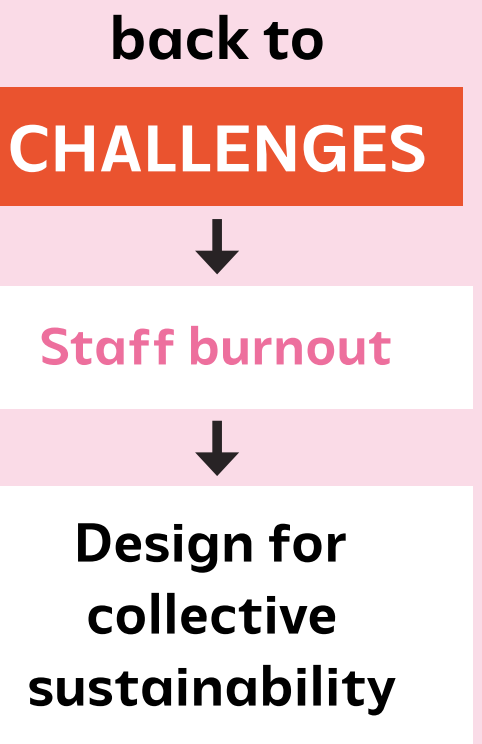 back to
CHALLENGES
Staff burnout
Design for
collective
sustainability